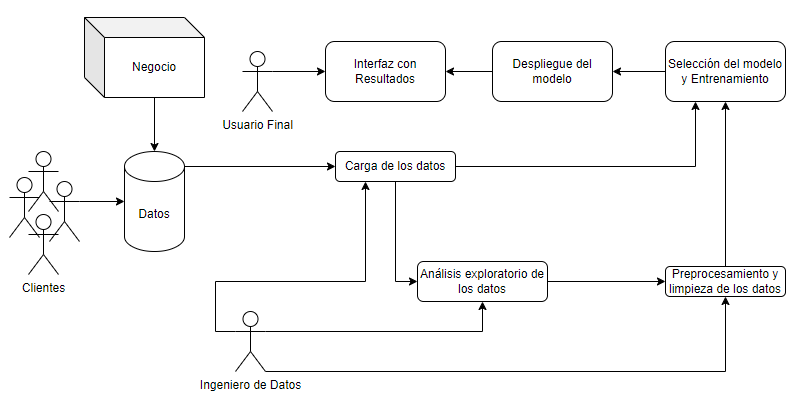 Negocio
Usuario Final
Interfaz con
Resultados
Despliegue del
modelo
Selección del modelo
y Entrenamiento
Clientes
Datos
Carga de los datos
Análisis exploratorio de
los datos
Preprocesamiento y
limpieza de los datos
Ingeniero de Datos